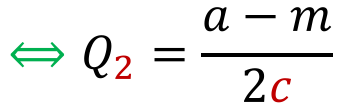 ⟺ Q₂ = (a − m) / 2c